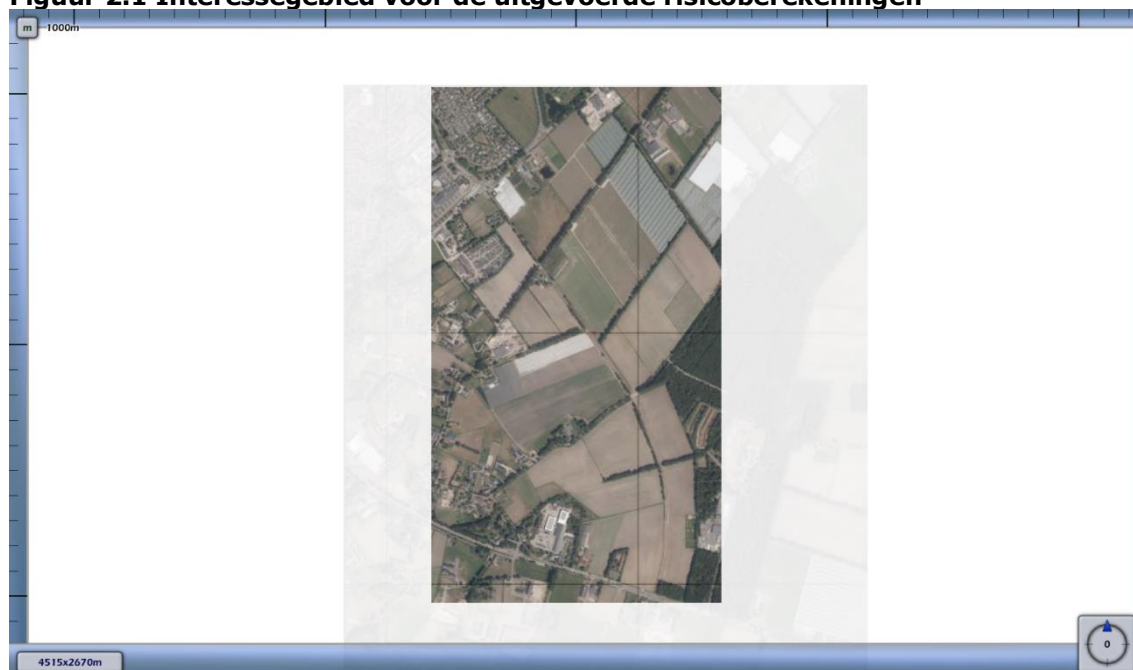 Figuur 2.1 Interessegebied voor de uitgevoerde risicoberekeningen
m
1000m
4515x2670m
0